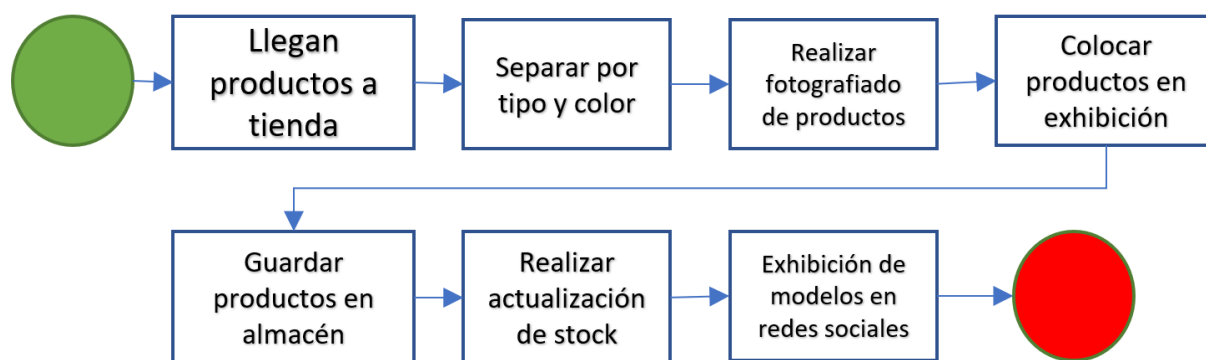 Llegan
productos a
tienda
Separar por
tipo y color
Realizar
fotografiado
de productos
Colocar
productos en
exhibición
Guardar
productos en
almacén
Realizar
actualización
de stock
Exhibición de
modelos en
redes sociales